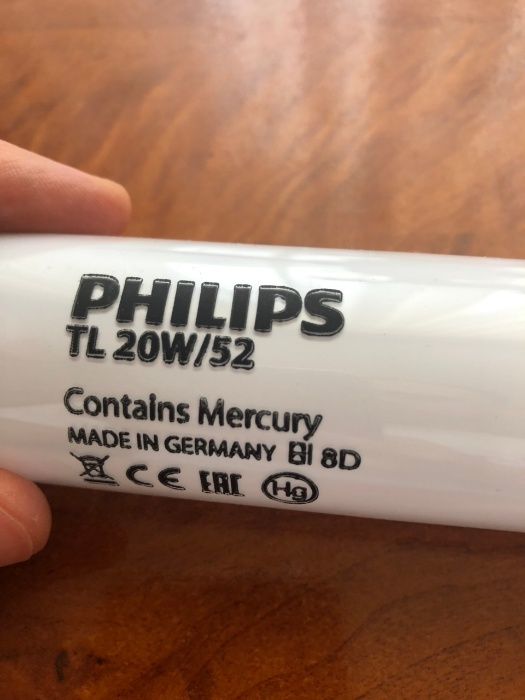 PHILIPS
TL 20W/52
Contains Mercury
MADE IN GERMANY 8D
CE EAC Hg